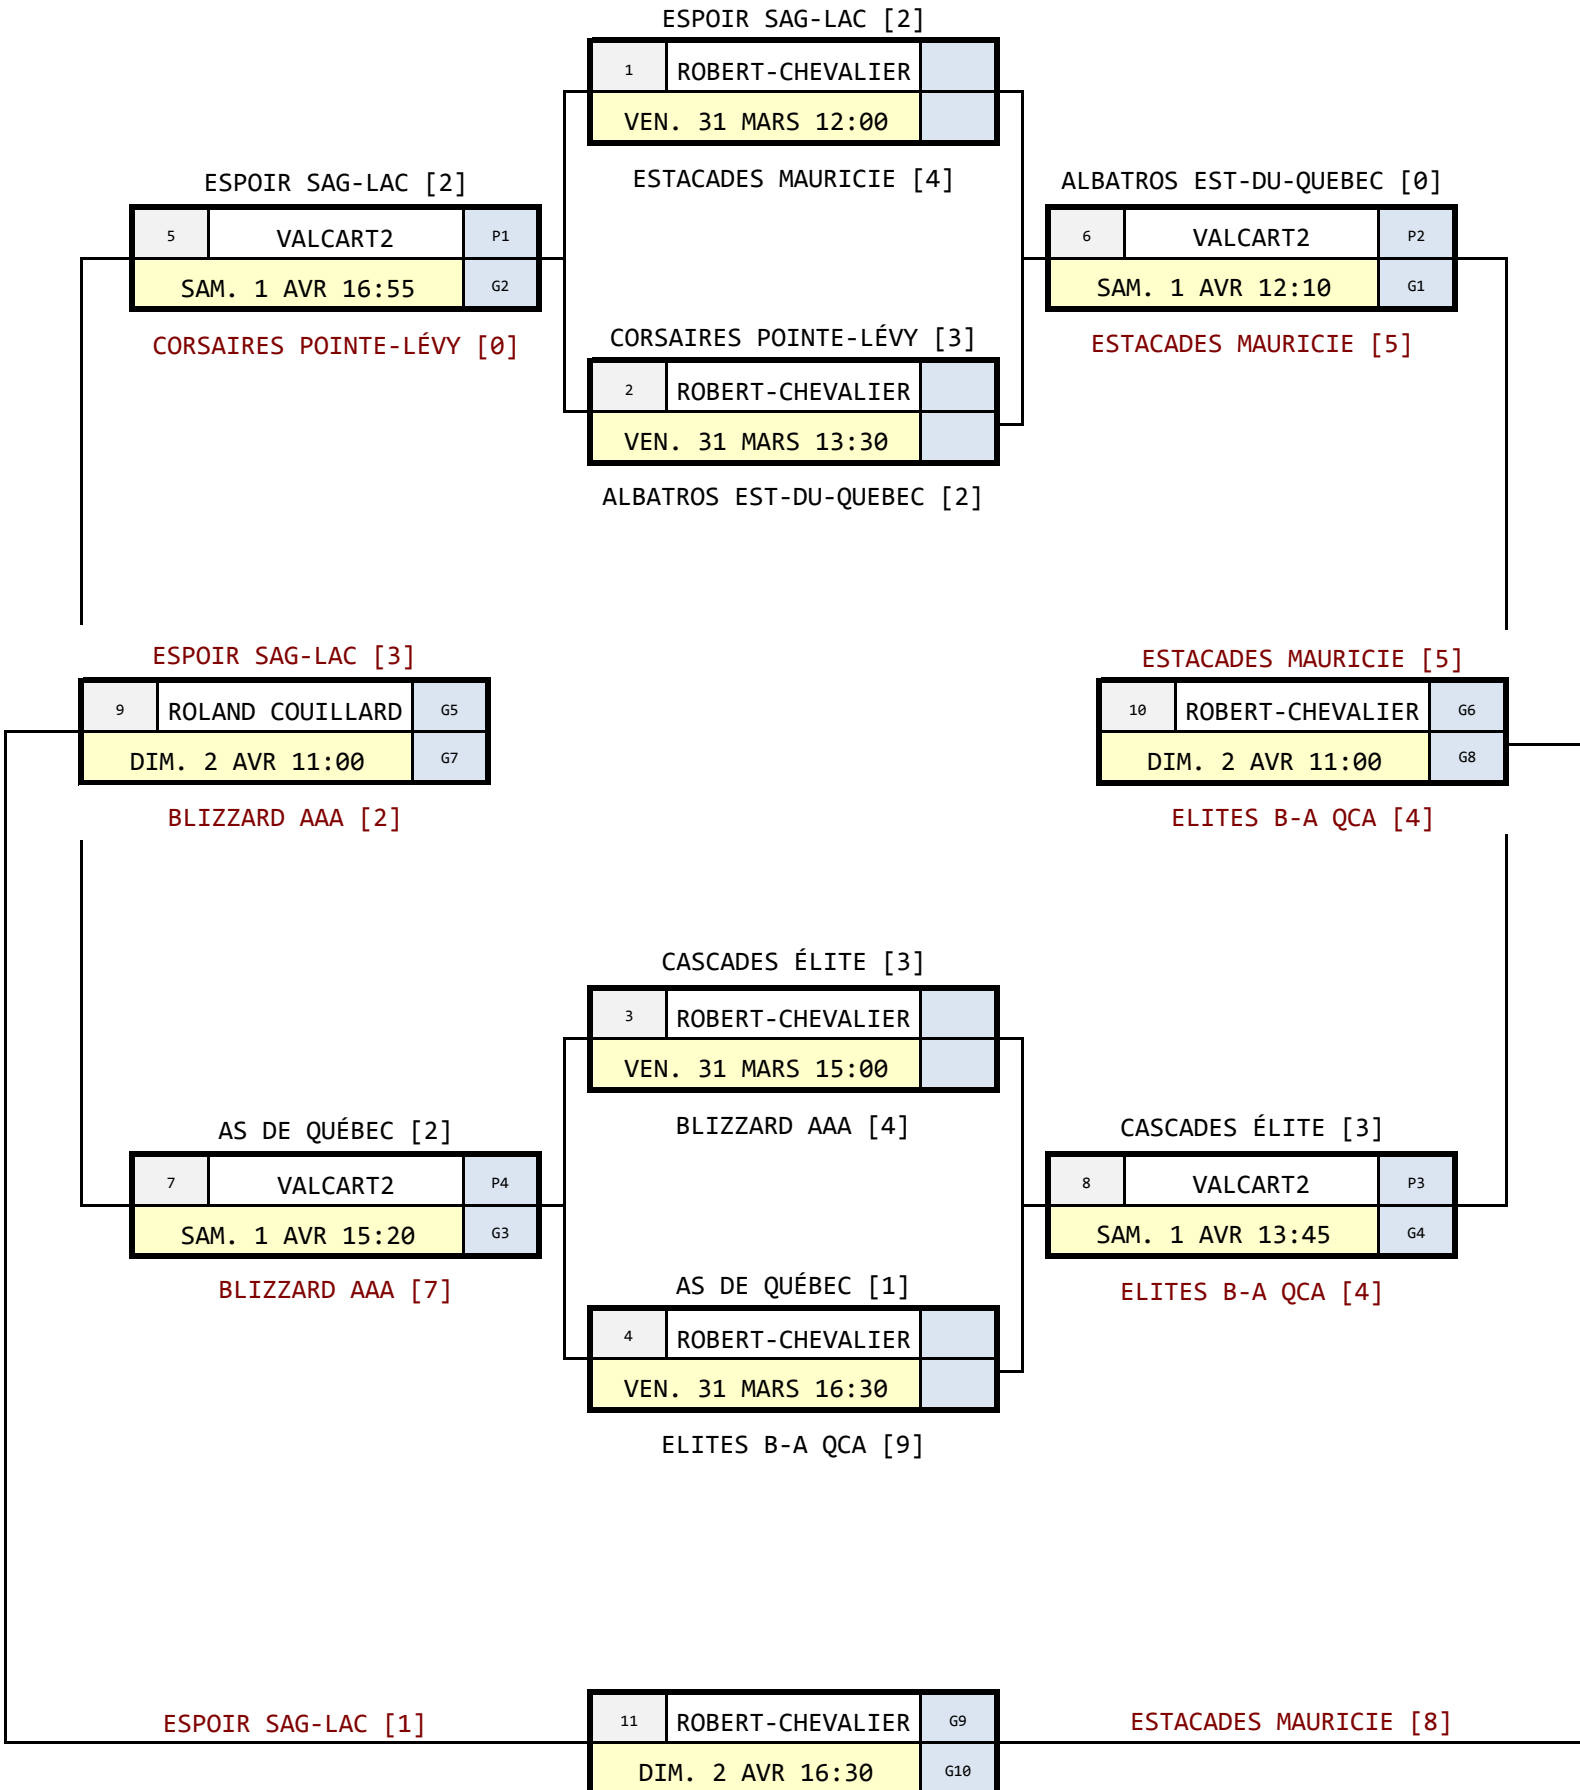 ESPOIR SAG-LAC [2]
1 ROBERT-CHEVALIER
VEN. 31 MARS 12:00
ESTACADES MAURICIE [4]
ESPOIR SAG-LAC [2]
5 VALCART2 P1
SAM. 1 AVR 16:55 G2
CORSAIRES POINTE-LÉVY [0]
ALBATROS EST-DU-QUEBEC [0]
6 VALCART2 P2
SAM. 1 AVR 12:10 G1
ESTACADES MAURICIE [5]
CORSAIRES POINTE-LÉVY [3]
2 ROBERT-CHEVALIER
VEN. 31 MARS 13:30
ALBATROS EST-DU-QUEBEC [2]
ESPOIR SAG-LAC [3]
9 ROLAND COUILLARD G5
DIM. 2 AVR 11:00 G7
BLIZZARD AAA [2]
ESTACADES MAURICIE [5]
10 ROBERT-CHEVALIER G6
DIM. 2 AVR 11:00 G8
ELITES B-A QCA [4]
CASCADES ÉLITE [3]
3 ROBERT-CHEVALIER
VEN. 31 MARS 15:00
BLIZZARD AAA [4]
AS DE QUÉBEC [2]
7 VALCART2 P4
SAM. 1 AVR 15:20 G3
BLIZZARD AAA [7]
CASCADES ÉLITE [3]
8 VALCART2 P3
SAM. 1 AVR 13:45 G4
ELITES B-A QCA [4]
AS DE QUÉBEC [1]
4 ROBERT-CHEVALIER
VEN. 31 MARS 16:30
ELITES B-A QCA [9]
ESPOIR SAG-LAC [1]
11 ROBERT-CHEVALIER G9
DIM. 2 AVR 16:30 G10
ESTACADES MAURICIE [8]